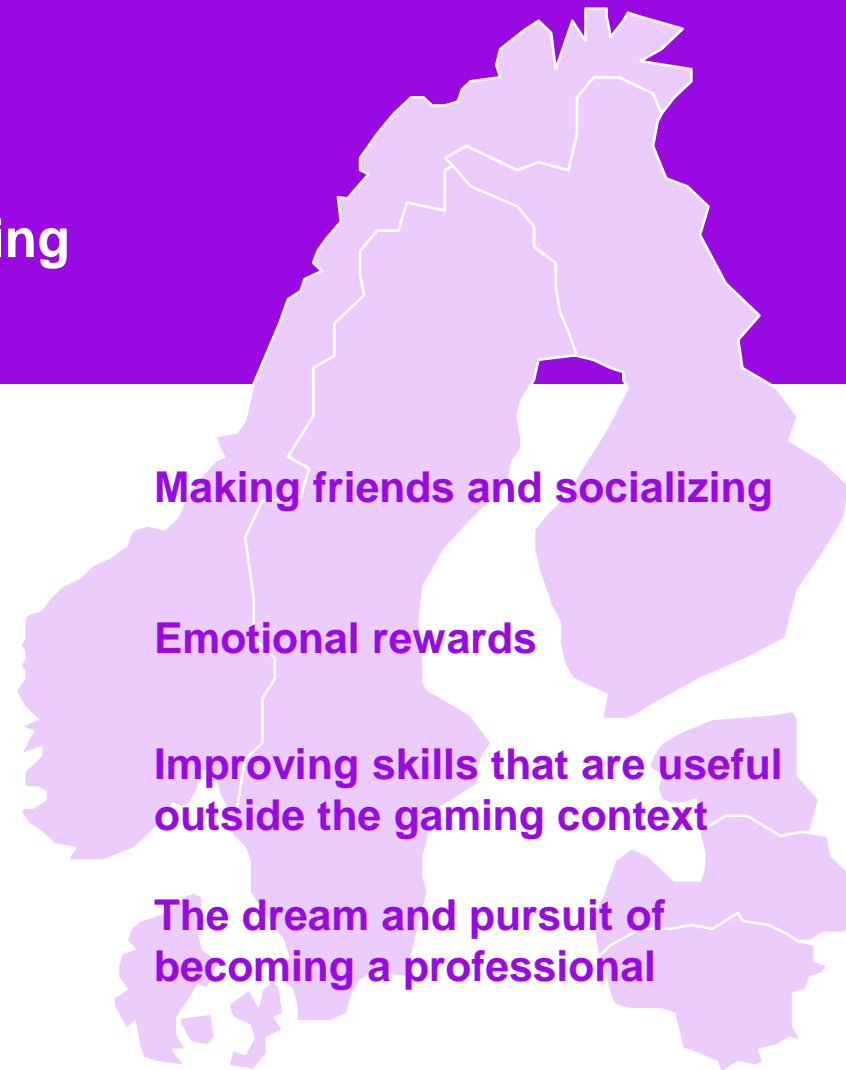 ing
Making friends and socializing
Emotional rewards
Improving skills that are useful
outside the gaming context
The dream and pursuit of
becoming a professional